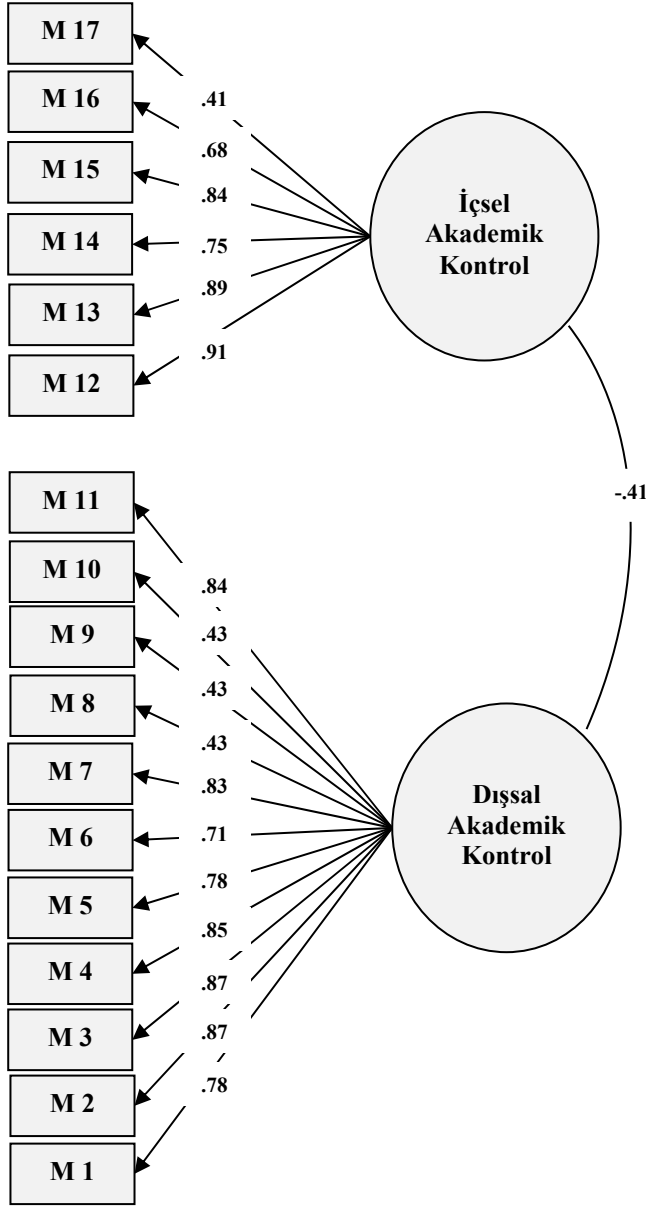 M 17
M 16
M 15
M 14
M 13
M 12
.41
.68
.84
.75
.89
.91
İçsel
Akademik
Kontrol
-.41
M 11
M 10
M 9
M 8
M 7
M 6
M 5
M 4
M 3
M 2
M 1
.84
.43
.43
.43
.83
.71
.78
.85
.87
.87
.78
Dışsal
Akademik
Kontrol